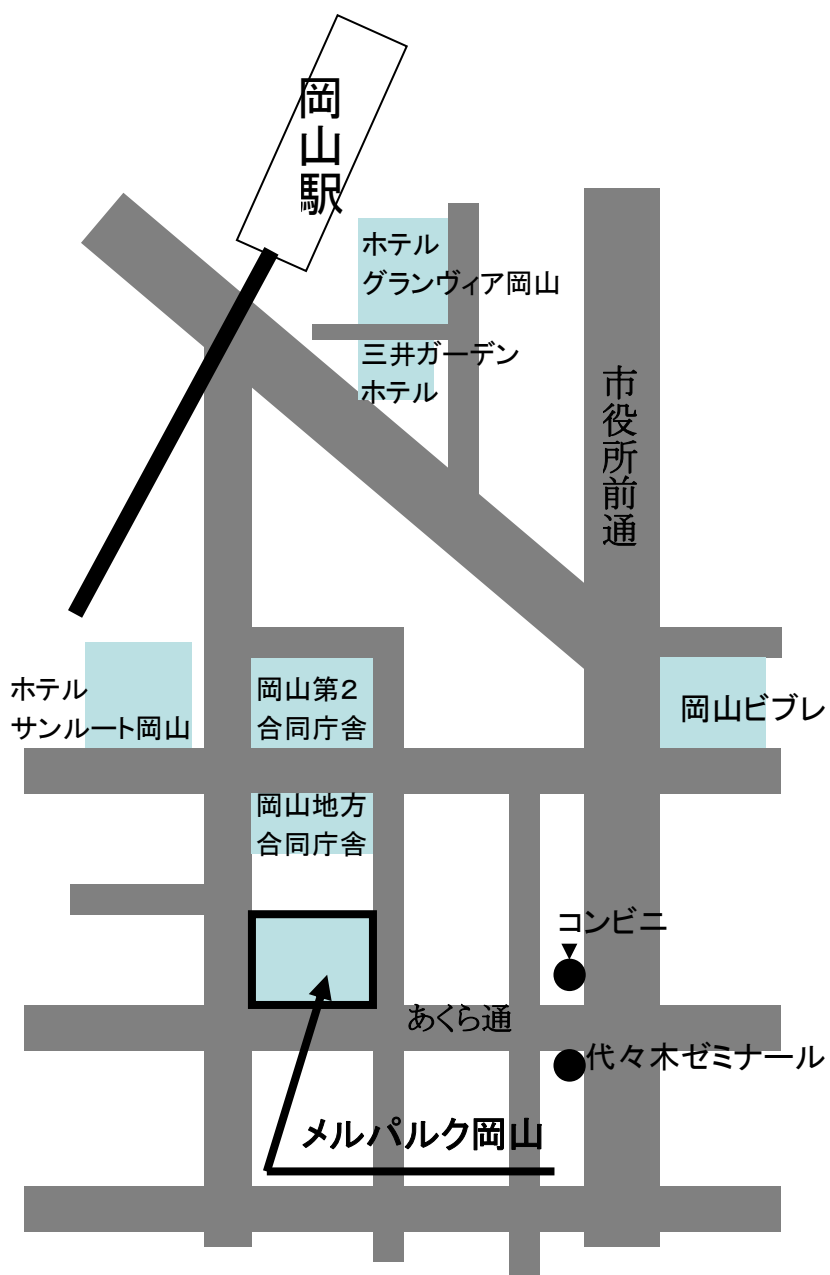 岡山駅
ホテル
グランヴィア岡山
三井ガーデン
ホテル
市役所前通
ホテル
サンルート岡山
岡山第２
合同庁舎
岡山ビブレ
岡山地方
合同庁舎
コンビニ
あくら通
代々木ゼミナール
メルパルク岡山